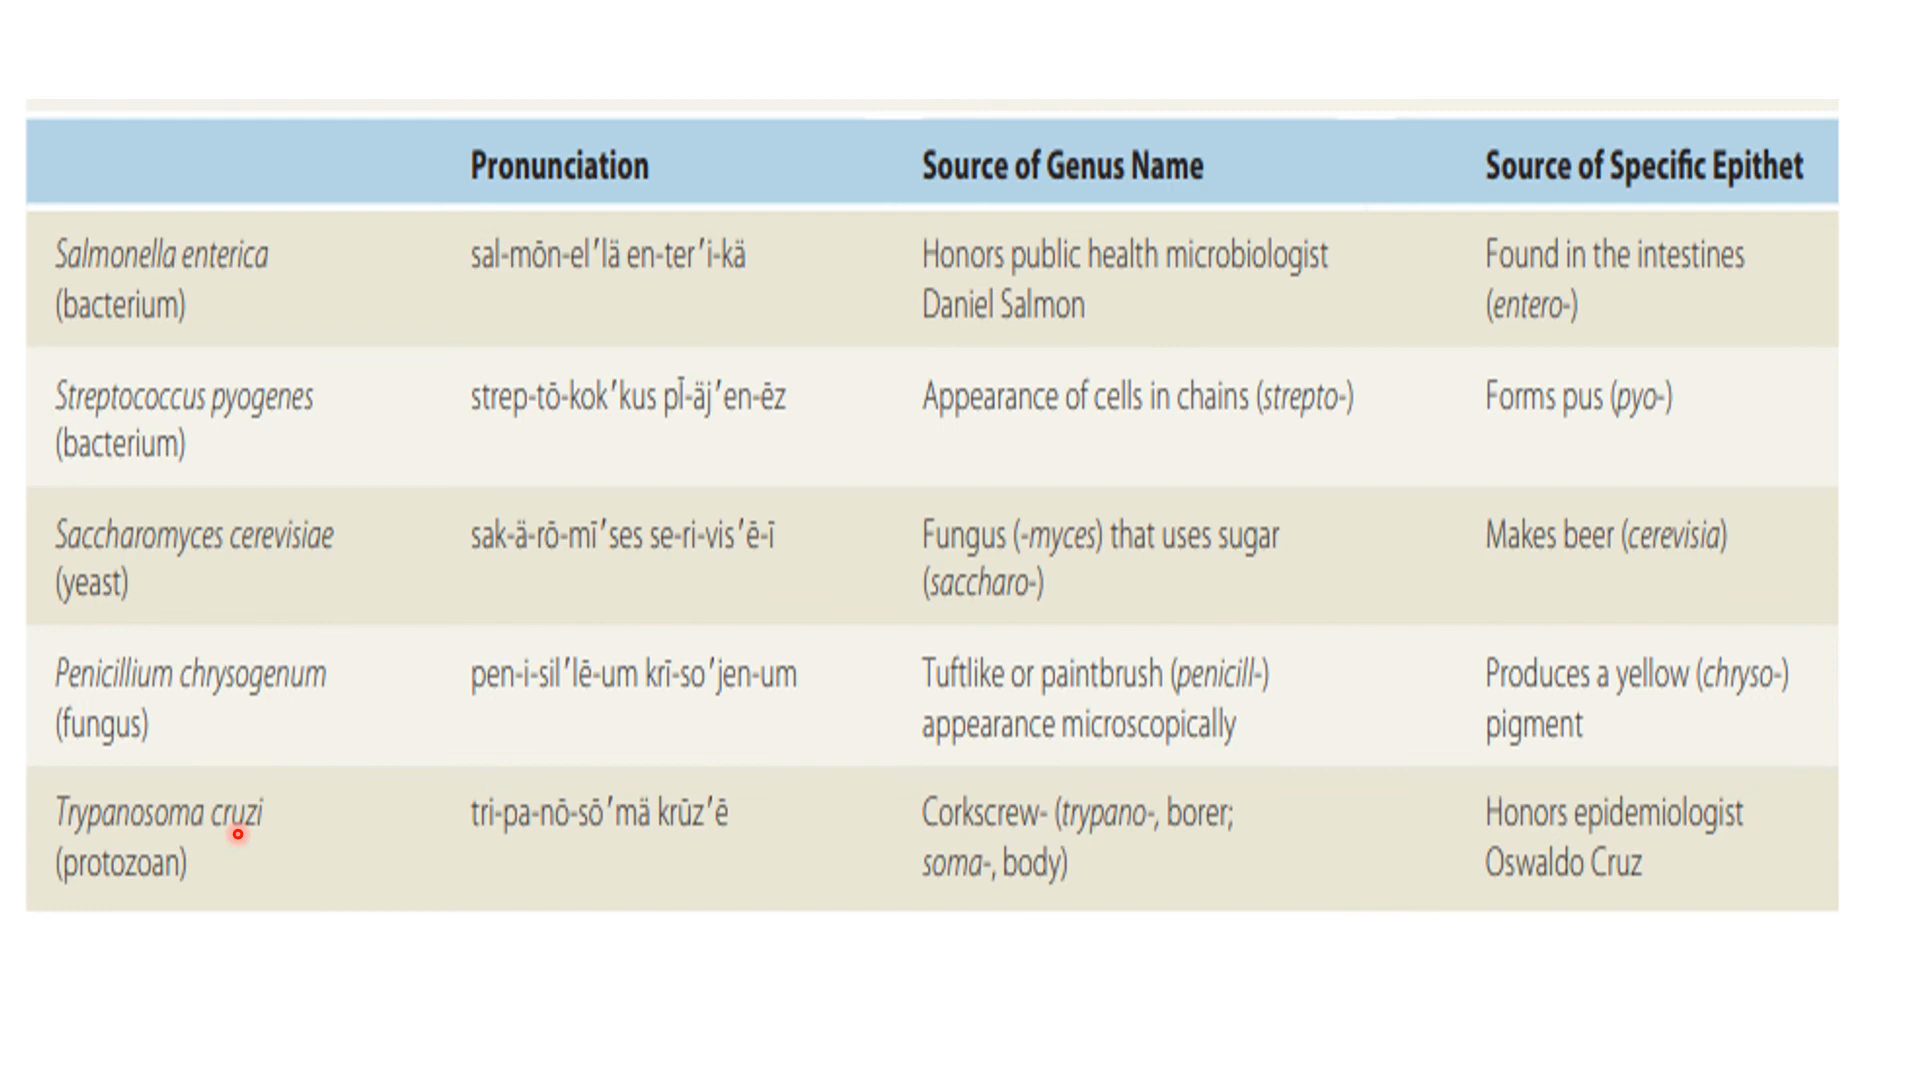 Pronunciation Source of Genus Name Source of Specific Epithet
Salmonella enterica sal-mōn-el′lä en-ter′i-kä Honors public health microbiologist Found in the intestines
(bacterium) Daniel Salmon (entero-)
Streptococcus pyogenes strep-tō-kok′kus pĪ-äj′en-ēz Appearance of cells in chains (strepto-) Forms pus (pyo-)
(bacterium)
Saccharomyces cerevisiae sak-ä-rō-mī′ses se-ri-vis′ē-ī Fungus (-myces) that uses sugar Makes beer (cerevisia)
(yeast) (saccharo-)
Penicillium chrysogenum pen-i-sil′lē-um krī-so′jen-um Tuftlike or paintbrush (penicill-) Produces a yellow (chryso-)
(fungus) appearance microscopically pigment
Trypanosoma cruzi tri-pa-nō-sō′mä krūz′ē Corkscrew- (trypano-, borer; Honors epidemiologist
(protozoan) soma-, body) Oswaldo Cruz